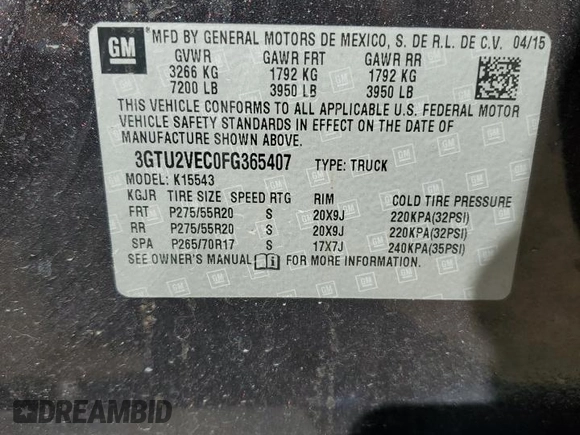 GM
MFD BY GENERAL MOTORS DE MEXICO, S. DE R.L. DE C.V. 04/15
GVWR GAWR FRT GAWR RR
3266 KG 1792 KG 1792 KG
7200 LB 3950 LB 3950 LB
THIS VEHICLE CONFORMS TO ALL APPLICABLE U.S. FEDERAL MOTOR
VEHICLE SAFETY STANDARDS IN EFFECT ON THE DATE OF
MANUFACTURE SHOWN ABOVE.
3GTU2VEC0FG365407 TYPE: TRUCK
MODEL: K15543
KGJR TIRE SIZE SPEED RTG RIM COLD TIRE PRESSURE
FRT P275/55R20 S 20X9J 220KPA(32PSI)
RR P275/55R20 S 20X9J 220KPA(32PSI)
SPA P265/70R17 S 17X7J 240KPA(35PSI)
SEE OWNER'S MANUAL FOR MORE INFORMATION.
DREAMBID